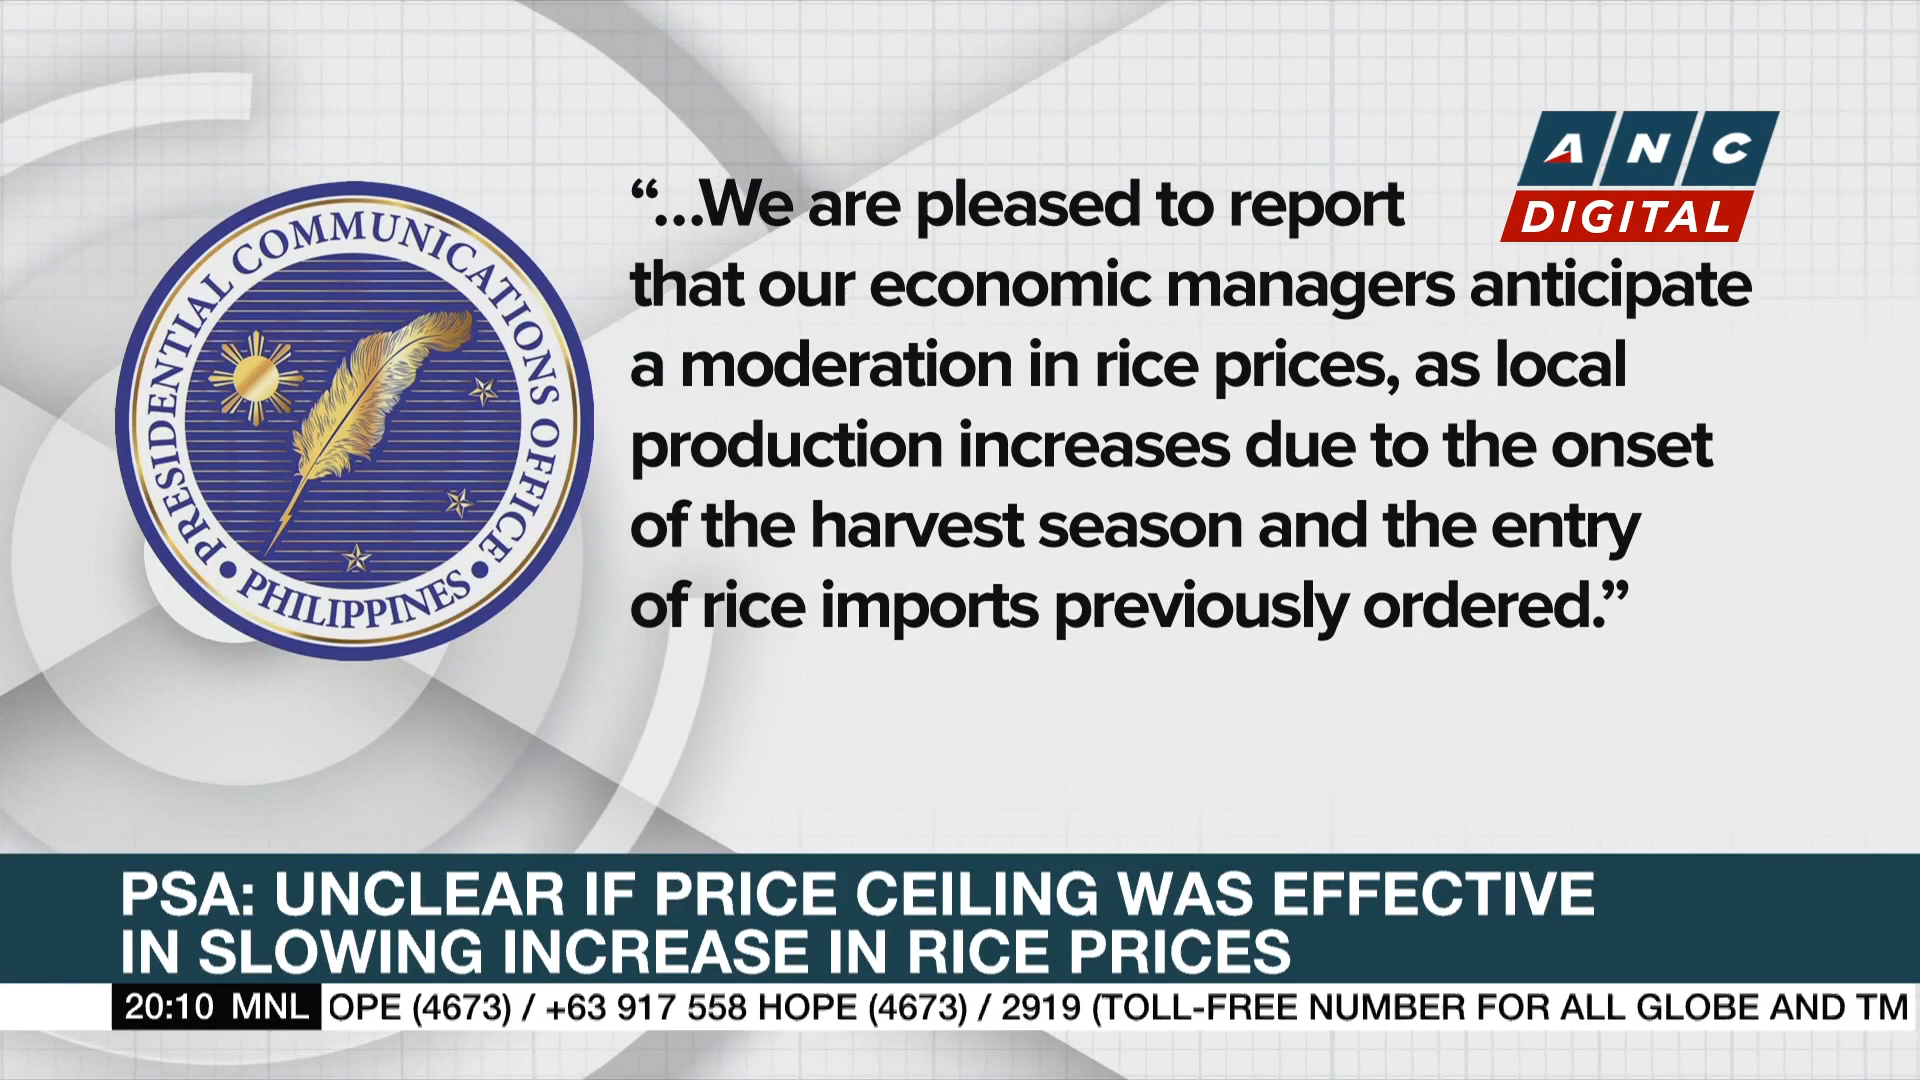 PRESIDENTIAL COMMUNICATIONS OFFICE
• PHILIPPINES •
ANC
DIGITAL
“...We are pleased to report
that our economic managers anticipate
a moderation in rice prices, as local
production increases due to the onset
of the harvest season and the entry
of rice imports previously ordered.”
PSA: UNCLEAR IF PRICE CEILING WAS EFFECTIVE
IN SLOWING INCREASE IN RICE PRICES
20:10 MNL OPE (4673) / +63 917 558 HOPE (4673) / 2919 (TOLL-FREE NUMBER FOR ALL GLOBE AND TM